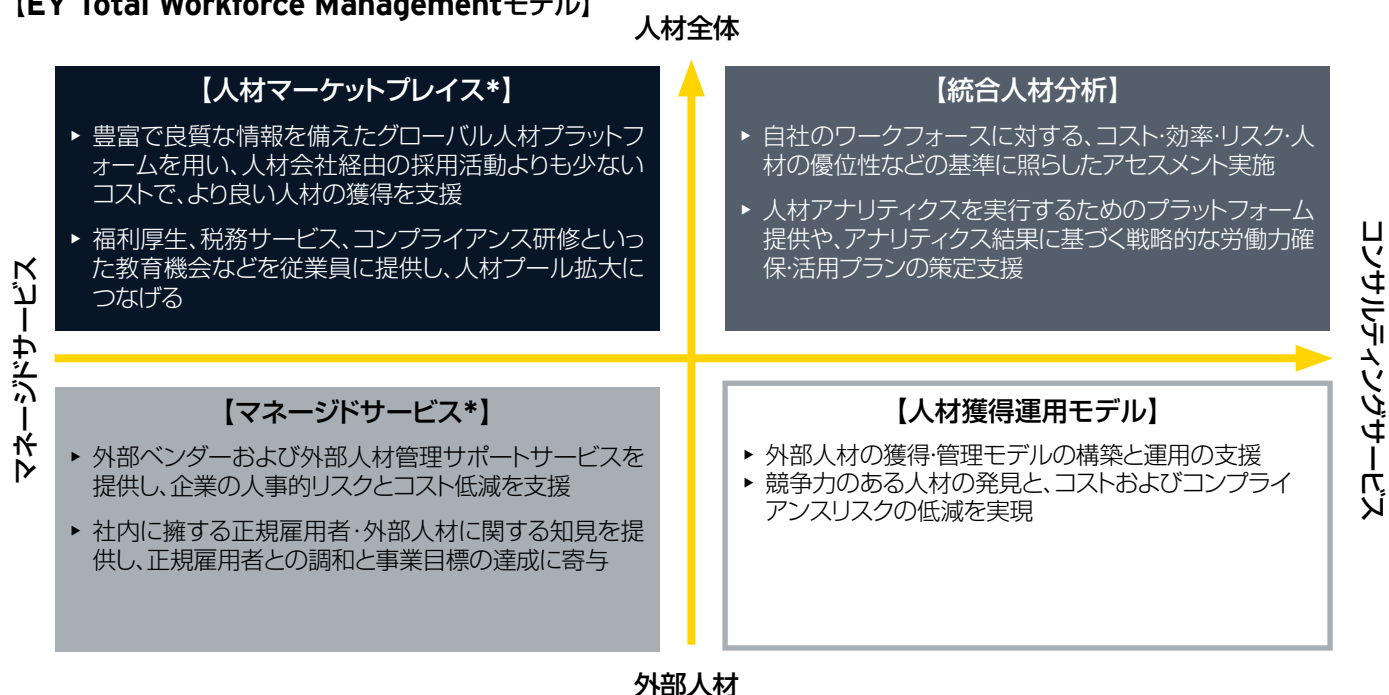 【EY Total Workforce Managementモデル】
人材全体
【人材マーケットプレイス*】
▸ 豊富で良質な情報を備えたグローバル人材プラットフ
ォームを用い、人材会社経由の採用活動よりも少ない
コストで、より良い人材の獲得を支援
▸ 福利厚生、税務サービス、コンプライアンス研修といっ
た教育機会などを従業員に提供し、人材プール拡大に
つなげる
【統合人材分析】
▸ 自社のワークフォースに対する、コスト・効率・リスク・人
材の優位性などの基準に照らしたアセスメント実施
▸ 人材アナリティクスを実行するためのプラットフォーム
提供や、アナリティクス結果に基づく戦略的な労働力確
保・活用プランの策定支援
マネージドサービス
コンサルティングサービス
【マネージドサービス*】
▸ 外部ベンダーおよび外部人材管理サポートサービスを
提供し、企業の人事的リスクとコスト低減を支援
▸ 社内に擁する正規雇用者・外部人材に関する知見を提
供し、正規雇用者との調和と事業目標の達成に寄与
【人材獲得運用モデル】
▸ 外部人材の獲得・管理モデルの構築と運用の支援
▸ 競争力のある人材の発見と、コストおよびコンプライ
アンスリスクの低減を実現
外部人材